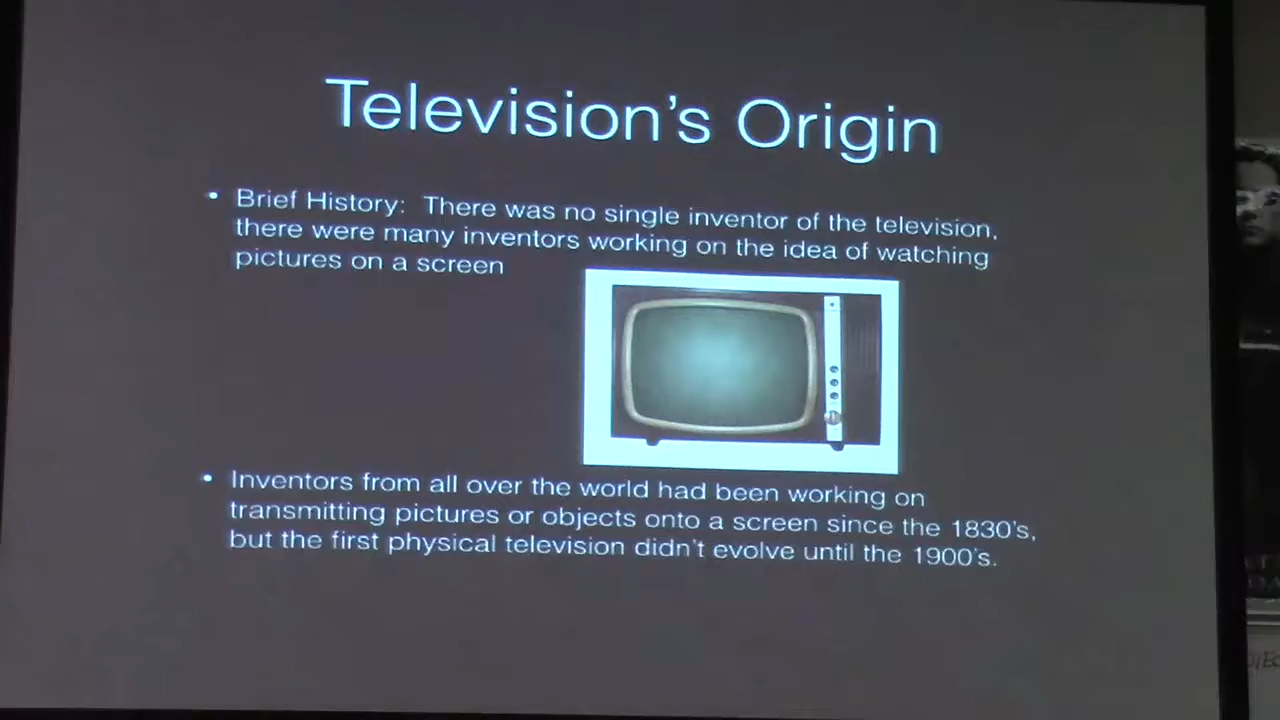 Television's Origin
• Brief History: There was no single inventor of the television, there were many inventors working on the idea of watching pictures on a screen
• Inventors from all over the world had been working on transmitting pictures or objects onto a screen since the 1830's, but the first physical television didn't evolve until the 1900's.